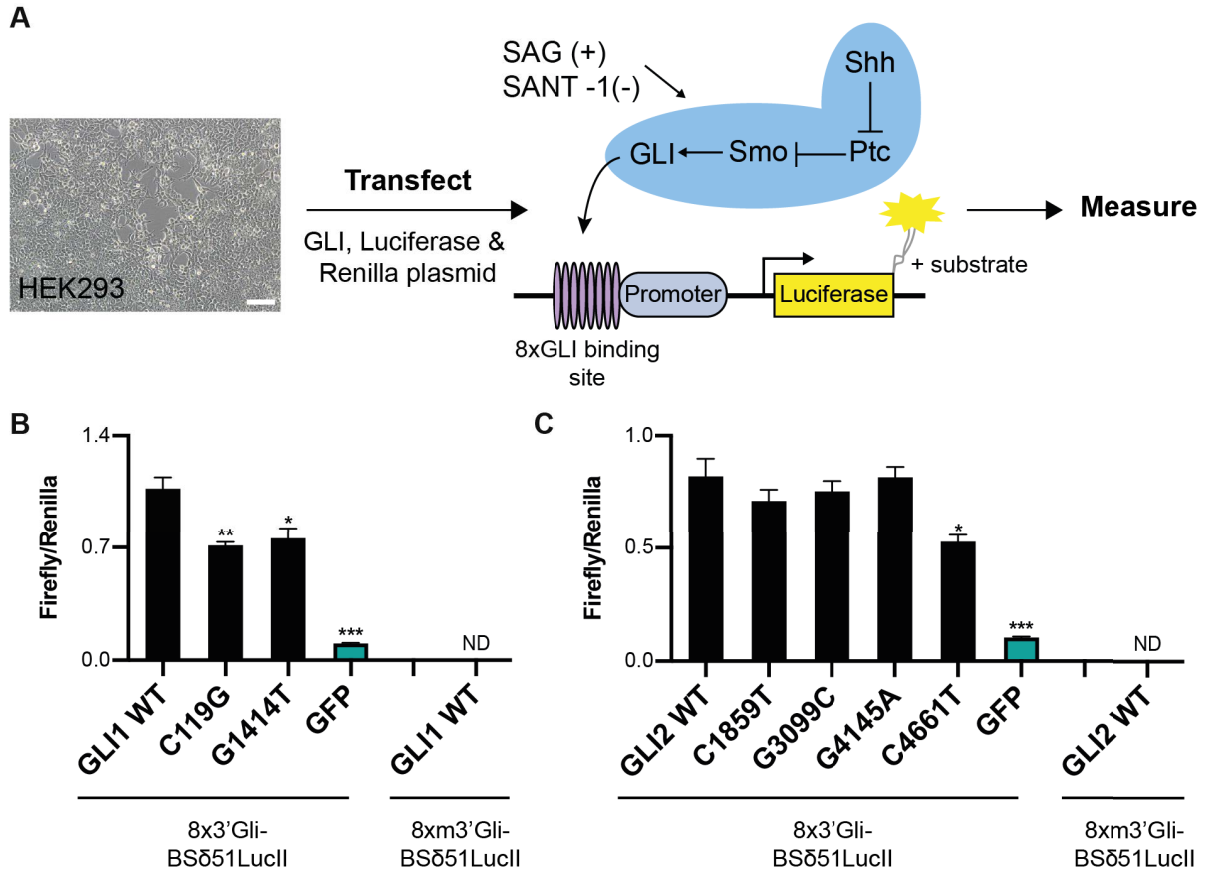 A
SAG (+)
SANT -1(-)
Shh
GLI
Smo
Ptc
HEK293
Transfect
GLI, Luciferase &
Renilla plasmid
Measure
+ substrate
Promoter
Luciferase
8xGLI binding
site
B
Firefly/Renilla
1.4
0.7
0.0
**
*
***
ND
GLI1 WT
C119G
G1414T
GFP
GLI1 WT
8x3'Gli-
BSδ51LucII
8xm3'Gli-
BSδ51LucII
C
Firefly/Renilla
1.0
0.5
0.0
*
***
ND
GLI2 WT
C1859T
G3099C
G4145A
C4661T
GFP
GLI2 WT
8x3'Gli-
BSδ51LucII
8xm3'Gli-
BSδ51LucII